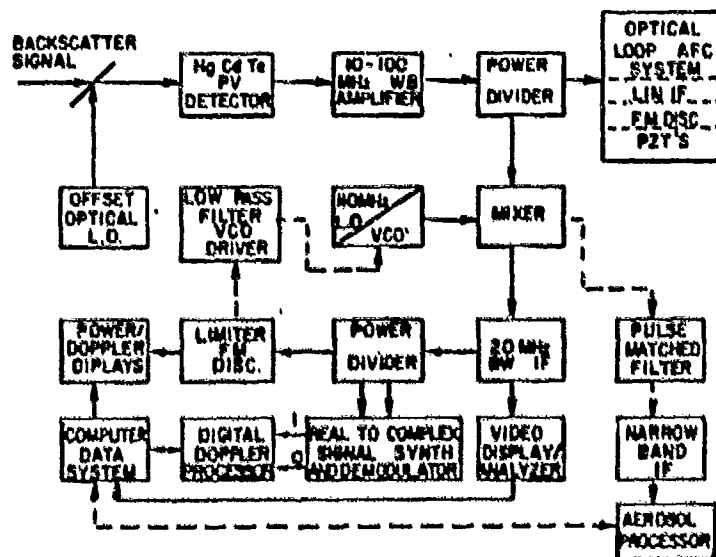 BACKSCATTER
SIGNAL
Hg Cd Te
PV
DETECTOR
10-100
MHz WB
AMPLIFIER
POWER
DIVIDER
OPTICAL
LOOP AFC
SYSTEM
LIN IF
FM DISC
PZT'S
OFFSET
OPTICAL
L.O.
LOW PASS
FILTER
VCO
DRIVER
110MHz
L.O.
VCO
MIXER
POWER/
DOPPLER
DIPLAYS
LIMITER
FM
DISC.
POWER
DIVIDER
20 MHz
BW IF
PULSE
MATCHED
FILTER
COMPUTER
DATA
SYSTEM
DIGITAL
DOPPLER
PROCESSOR
I
Q
REAL TO COMPLEX
SIGNAL SYNTH
AND DEMODULATOR
VIDEO
DISPLAY/
ANALYZER
NARROW
BAND
IF
AEROSOL
PROCESSOR